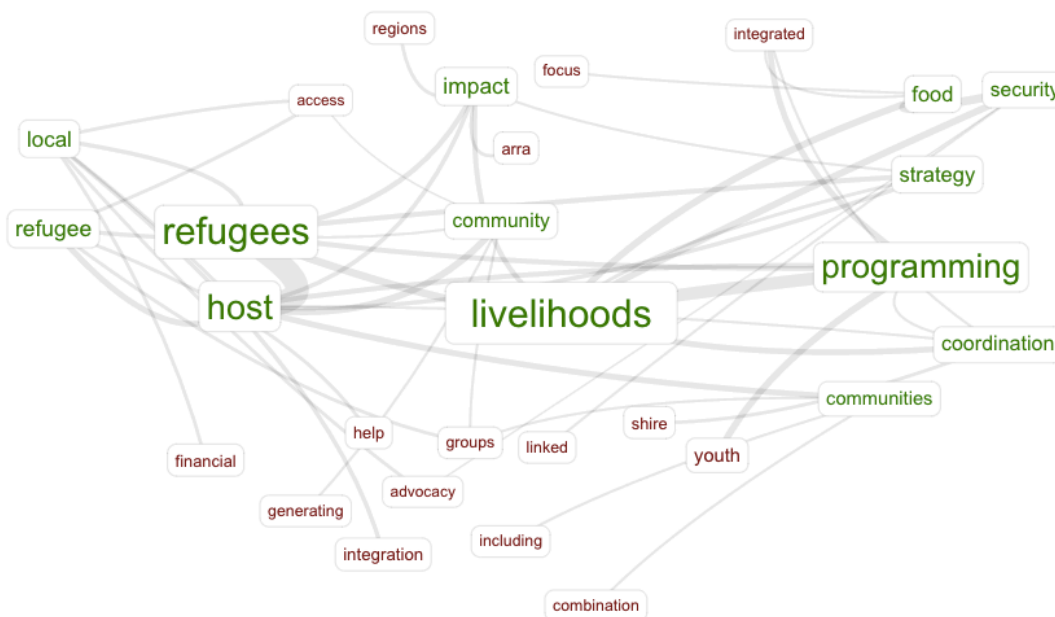 regions
integrated
focus
impact
food
security
access
local
arra
strategy
refugee
refugees
community
programming
host
livelihoods
coordination
communities
shire
help
groups
linked
youth
financial
advocacy
generating
including
integration
combination